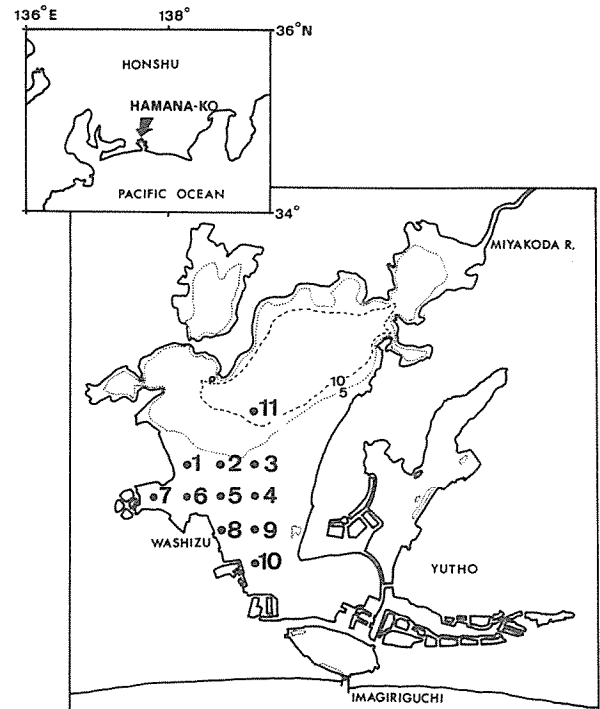 136°E
138°
36°N
HONSHU
HAMANA-KO
PACIFIC OCEAN
34°
MIYAKODA R.
10
5
11
1 2 3
7 6 5 4
8 9
WASHIZU
10
YUTHO
IMAGIRIGUCHI